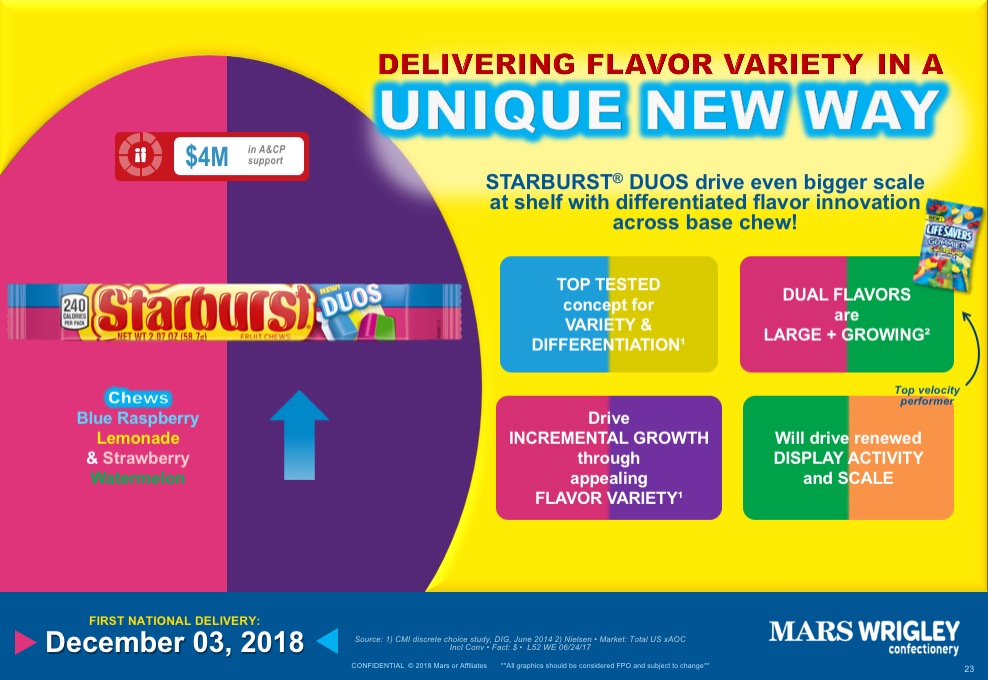 DELIVERING FLAVOR VARIETY IN A
UNIQUE NEW WAY
$4M
in A&CP
support
STARBURST® DUOS drive even bigger scale
at shelf with differentiated flavor innovation
across base chew!
NEW!
LIFE SAVERS
GUMMIES
TOP TESTED
concept for
VARIETY &
DIFFERENTIATION¹
DUAL FLAVORS
are
LARGE + GROWING²
Top velocity
performer
240
CALORIES
PER PACK
Starburst
NEW!
DUOS
NET WT 2.07 OZ (58.7g)
FRUIT CHEWS
Chews
Blue Raspberry
Lemonade
& Strawberry
Watermelon
Drive
INCREMENTAL GROWTH
through
appealing
FLAVOR VARIETY¹
Will drive renewed
DISPLAY ACTIVITY
and SCALE
FIRST NATIONAL DELIVERY:
December 03, 2018
Source: 1) CMI discrete choice study, DIG, June 2014 2) Nielsen • Market: Total US xAOC
Incl Conv • Fact: $ • L52 WE 06/24/17
CONFIDENTIAL © 2018 Mars or Affiliates **All graphics should be considered FPO and subject to change**
MARS WRIGLEY
confectionery
23